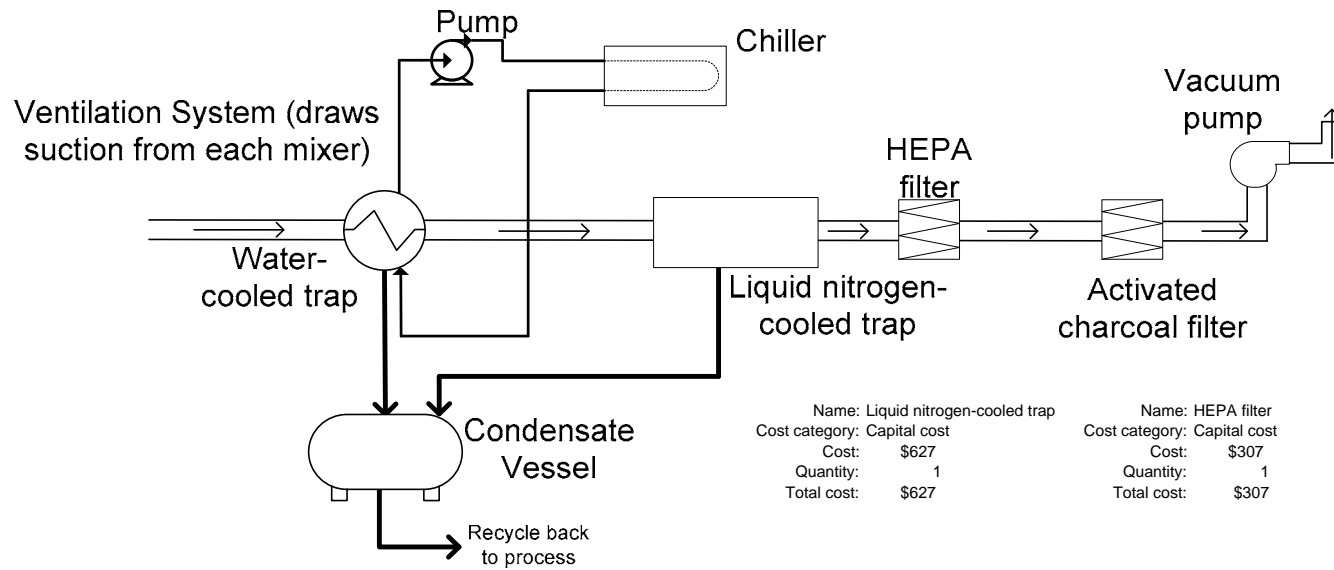 Pump
Chiller
Ventilation System (draws
suction from each mixer)
Vacuum
pump
HEPA
filter
Water-
cooled trap
Liquid nitrogen-
cooled trap
Activated
charcoal filter
Condensate
Vessel
Recycle back
to process
Name: Liquid nitrogen-cooled trap
Cost category: Capital cost
Cost: $627
Quantity: 1
Total cost: $627
Name: HEPA filter
Cost category: Capital cost
Cost: $307
Quantity: 1
Total cost: $307